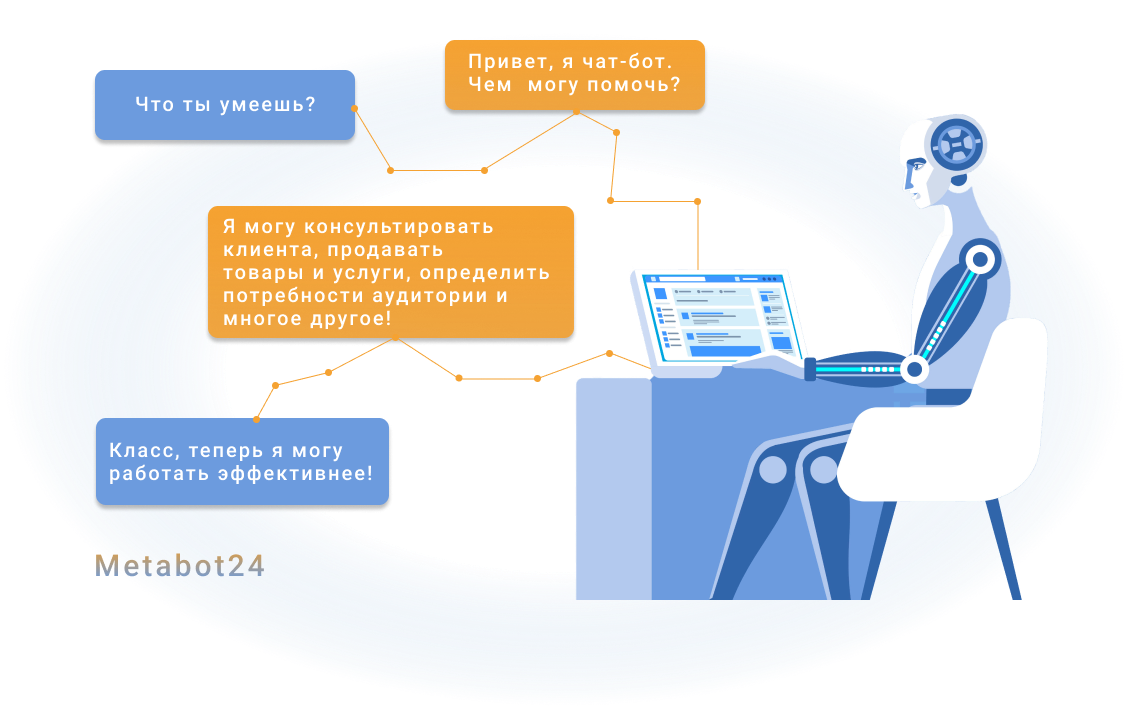 Привет, я чат-бот.
Чем могу помочь?
Что ты умеешь?
Я могу консультировать
клиента, продавать
товары и услуги, определить
потребности аудитории и
многое другое!
Класс, теперь я могу
работать эффективнее!
Metabot24